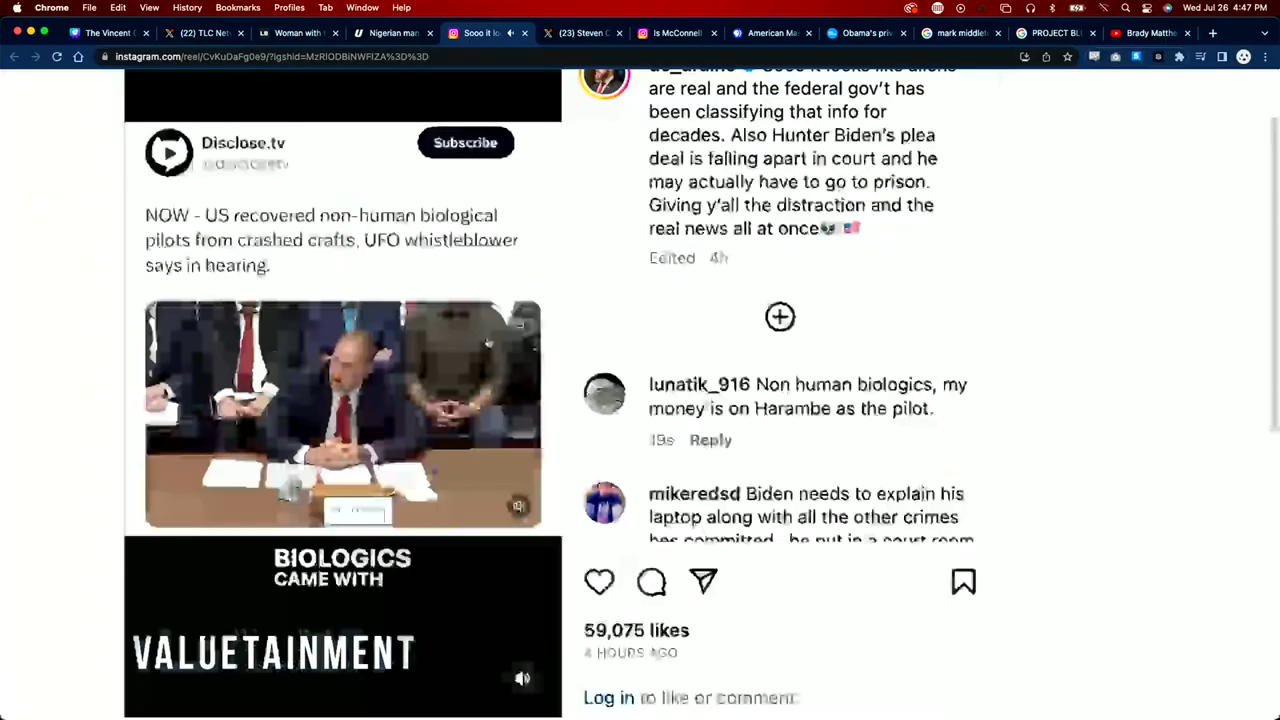 Chrome File Edit View History Bookmarks Profiles Tab Window Help
Wed Jul 26 4:47 PM
The Vincent
(22) TLC Net
Woman with
Nigerian man
Sooo it lo
(23) Steven C
Is McConnell
American Ma
Obama's priv
mark middlet
PROJECT BL
Brady Matthe
instagram.com/reel/CvKuDaFg0e9/?igshid=MzRlODBiNWFlZA%3D%3D
are real and the federal gov't has
been classifying that info for
decades. Also Hunter Biden's plea
deal is falling apart in court and he
may actually have to go to prison.
Giving y'all the distraction and the
real news all at once👽🇺🇸
Edited 4h
Disclose.tv
@disclosetv
Subscribe
NOW - US recovered non-human biological
pilots from crashed crafts, UFO whistleblower
says in hearing.
BIOLOGICS
CAME WITH
VALUETAINMENT
lunatik_916 Non human biologics, my
money is on Harambe as the pilot.
19s Reply
mikeredsd Biden needs to explain his
laptop along with all the other crimes
hes committed he put in a court room
59,075 likes
4 HOURS AGO
Log in to like or comment.